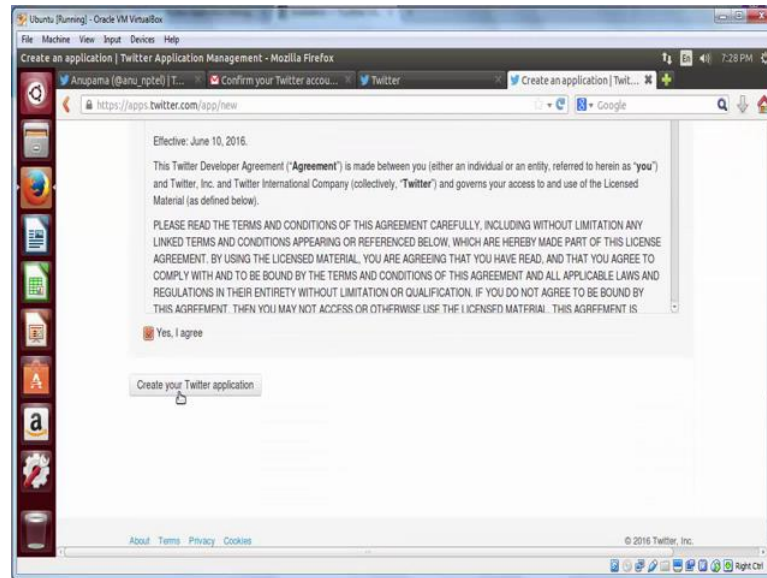 Ubuntu [Running] - Oracle VM VirtualBox
File Machine View Input Devices Help
Create an application | Twitter Application Management - Mozilla Firefox
En 7:28 PM
Anupama (@anu_nptel) | T...
Confirm your Twitter accou...
Twitter
Create an application | Twit...
https://apps.twitter.com/app/new
Google
Effective: June 10, 2016.
This Twitter Developer Agreement ("Agreement") is made between you (either an individual or an entity, referred to herein as "you")
and Twitter, Inc. and Twitter International Company (collectively, "Twitter") and governs your access to and use of the Licensed
Material (as defined below).
PLEASE READ THE TERMS AND CONDITIONS OF THIS AGREEMENT CAREFULLY, INCLUDING WITHOUT LIMITATION ANY
LINKED TERMS AND CONDITIONS APPEARING OR REFERENCED BELOW, WHICH ARE HEREBY MADE PART OF THIS LICENSE
AGREEMENT. BY USING THE LICENSED MATERIAL, YOU ARE AGREEING THAT YOU HAVE READ, AND THAT YOU AGREE TO
COMPLY WITH AND TO BE BOUND BY THE TERMS AND CONDITIONS OF THIS AGREEMENT AND ALL APPLICABLE LAWS AND
REGULATIONS IN THEIR ENTIRETY WITHOUT LIMITATION OR QUALIFICATION. IF YOU DO NOT AGREE TO BE BOUND BY
THIS AGREEMENT, THEN YOU MAY NOT ACCESS OR OTHERWISE USE THE LICENSED MATERIAL. THIS AGREEMENT IS
Yes, I agree
Create your Twitter application
About Terms Privacy Cookies
© 2016 Twitter, Inc.
Right Ctrl